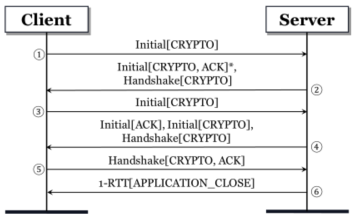 Client Server
Initial[CRYPTO]
①
Initial[CRYPTO, ACK]*,
Handshake[CRYPTO]
②
Initial[CRYPTO]
③
Initial[ACK], Initial[CRYPTO],
Handshake[CRYPTO]
④
Handshake[CRYPTO, ACK]
⑤
1-RTT[APPLICATION_CLOSE]
⑥